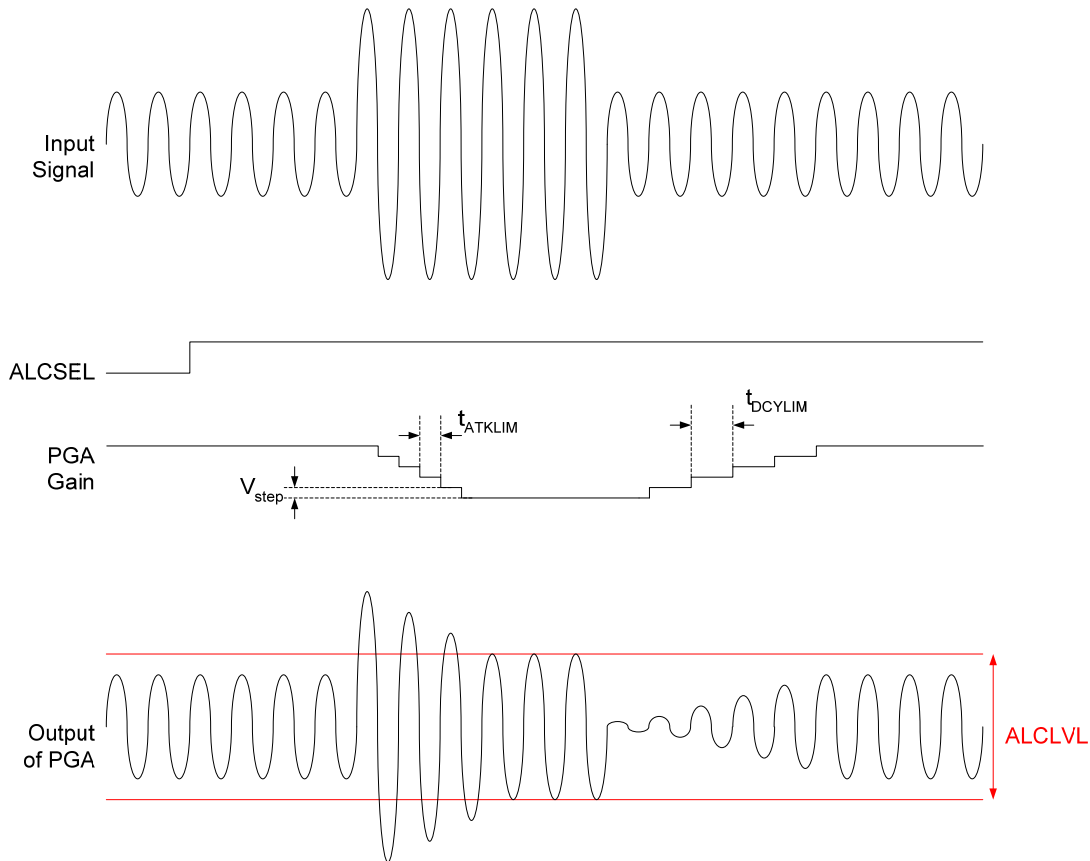 Input
Signal
ALCSEL
tDCYLIM
tATKLIM
PGA
Gain
Vstep
Output
of PGA
ALCLVL